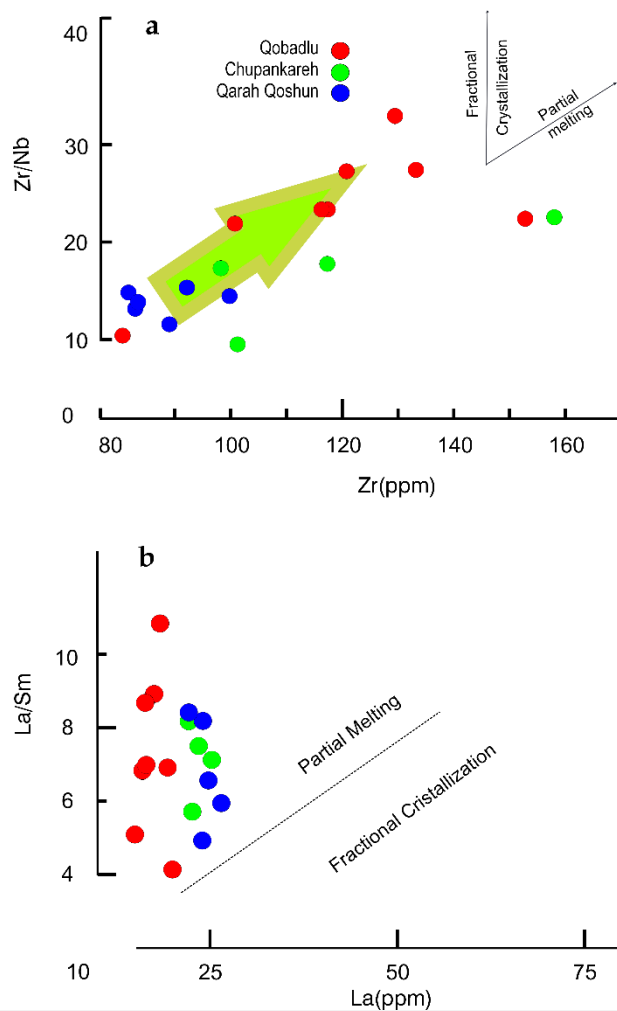 40
a
Qobadlu
Chupankareh
Qarah Qoshun
Fractional
Crystallization
Partial
melting
30
Zr/Nb
20
10
0
80
100
120
140
160
Zr(ppm)
b
10
La/Sm
8
6
4
Partial Melting
Fractional Cristallization
10
25
50
75
La(ppm)